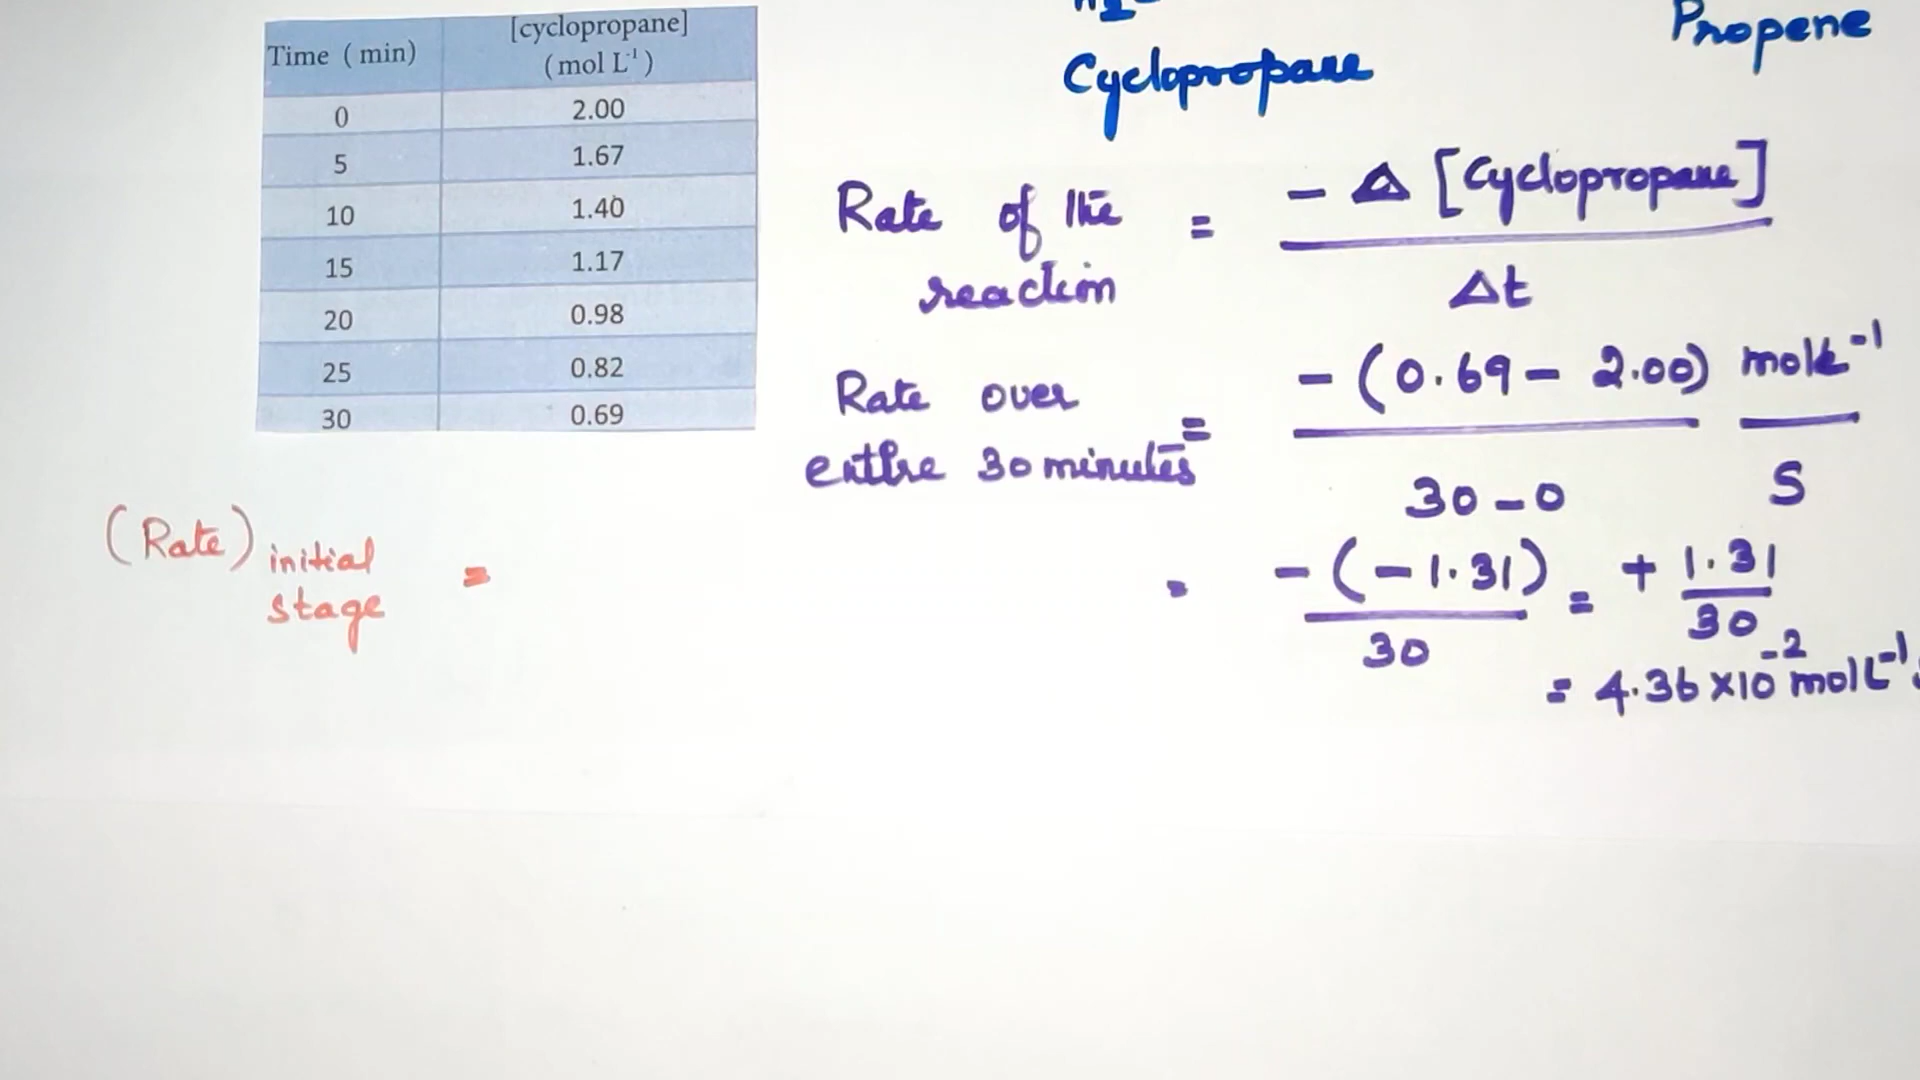 Time ( min) [cyclopropane] (mol L⁻¹)
0 2.00
5 1.67
10 1.40
15 1.17
20 0.98
25 0.82
30 0.69
Cyclopropane
Propene
Rate of the reaction = - Δ [Cyclopropane] / Δt
Rate over entire 30 minutes = - (0.69 - 2.00) / 30 - 0 mol L⁻¹ / S
= - (-1.31) / 30 = + 1.31 / 30
= 4.36 × 10⁻² mol L⁻¹
(Rate) initial stage =